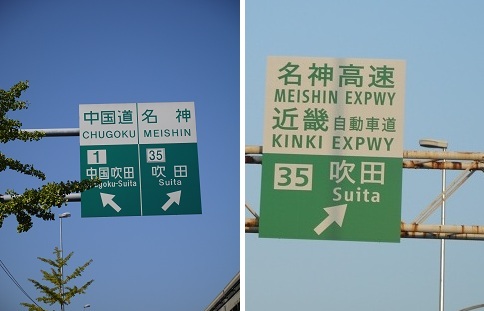 中国道 名神
CHUGOKU MEISHIN
1 35
中国吹田 吹田
Suita Suita
名神高速
MEISHIN EXPWY
近畿自動車道
KINKI EXPWY
35 吹田
Suita